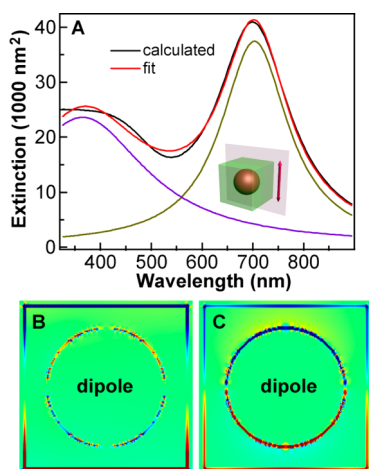 A
calculated
fit
Extinction (1000 nm²)
40
30
20
10
0
400 500 600 700 800
Wavelength (nm)
B
dipole
C
dipole